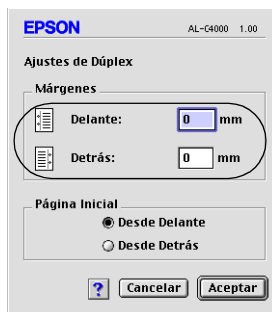 EPSON AL-C4000 1.00
Ajustes de Dúplex
Márgenes
Delante: 0 mm
Detrás: 0 mm
Página Inicial
Desde Delante
Desde Detrás
? Cancelar Aceptar